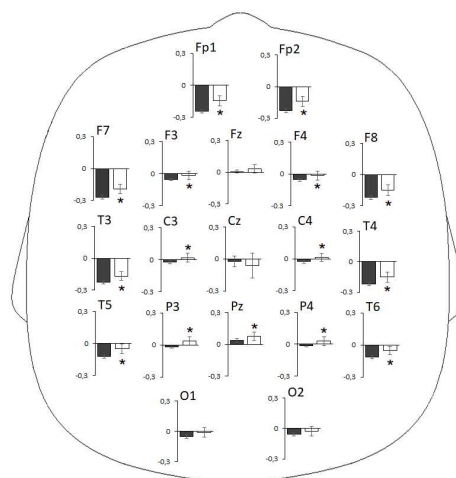 Fp1 Fp2
0,3 0,3
0 0
-0,3 * -0,3 *
F7 F3 Fz F4 F8
0,3 0,3 0,3 0,3 0,3
0 0 0 0 0
-0,3 * -0,3 * -0,3 -0,3 * -0,3 *
T3 C3 Cz C4 T4
0,3 0,3 * 0,3 0,3 * 0,3
0 0 0 0 0
-0,3 * -0,3 -0,3 -0,3 -0,3 *
T5 P3 Pz P4 T6
0,3 0,3 * 0,3 * 0,3 * 0,3
0 0 0 0 0
-0,3 * -0,3 -0,3 -0,3 -0,3 *
O1 O2
0,3 0,3
0 0
-0,3 -0,3